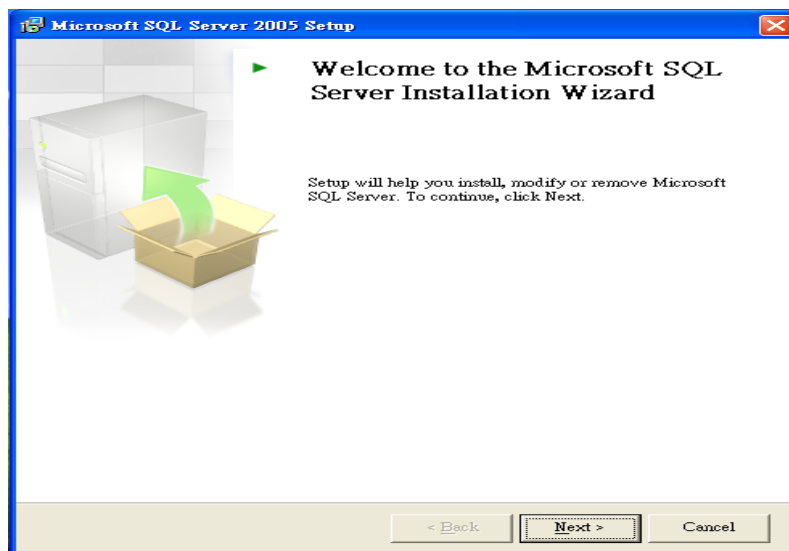 Microsoft SQL Server 2005 Setup
Welcome to the Microsoft SQL
Server Installation Wizard
Setup will help you install, modify or remove Microsoft
SQL Server. To continue, click Next.
< Back
Next >
Cancel